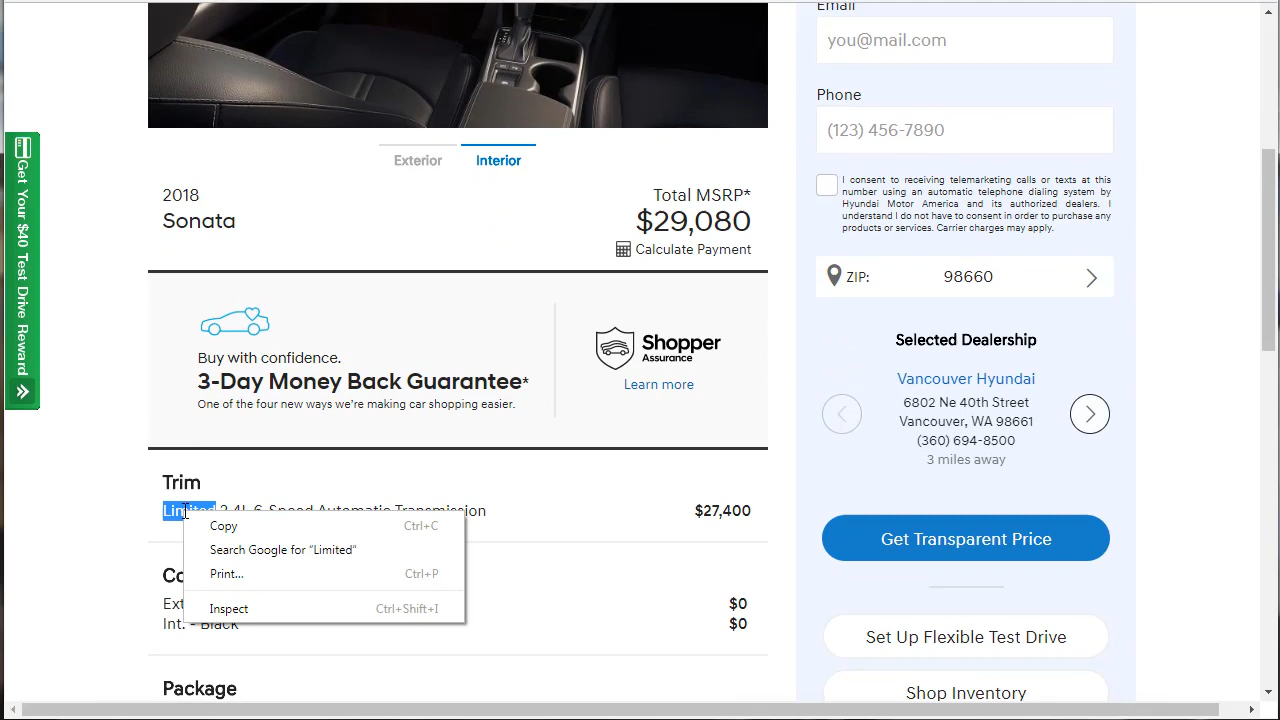 Get Your $40 Test Drive Reward
Exterior
Interior
2018
Sonata
Total MSRP*
$29,080
Calculate Payment
Buy with confidence.
3-Day Money Back Guarantee*
One of the four new ways we're making car shopping easier.
Shopper
Assurance
Learn more
Trim
Limited 2.4L 6-Speed Automatic Transmission
$27,400
Copy Ctrl+C
Search Google for “Limited”
Print... Ctrl+P
Inspect Ctrl+Shift+I
Co
Ext
$0
Int. - Black
$0
Package
Email
you@mail.com
Phone
(123) 456-7890
I consent to receiving telemarketing calls or texts at this
number using an automatic telephone dialing system by
Hyundai Motor America and its authorized dealers. I
understand I do not have to consent in order to purchase any
products or services. Carrier charges may apply.
ZIP: 98660
Selected Dealership
Vancouver Hyundai
6802 Ne 40th Street
Vancouver, WA 98661
(360) 694-8500
3 miles away
Get Transparent Price
Set Up Flexible Test Drive
Shop Inventory